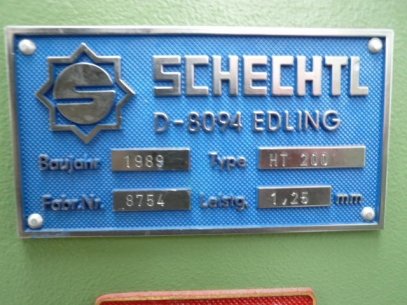 S SCHECHTL
D-8094 EDLING
Baujahr 1989 Type HT 200
Fabr.Nr. 8754 Leistg. 1,25 mm